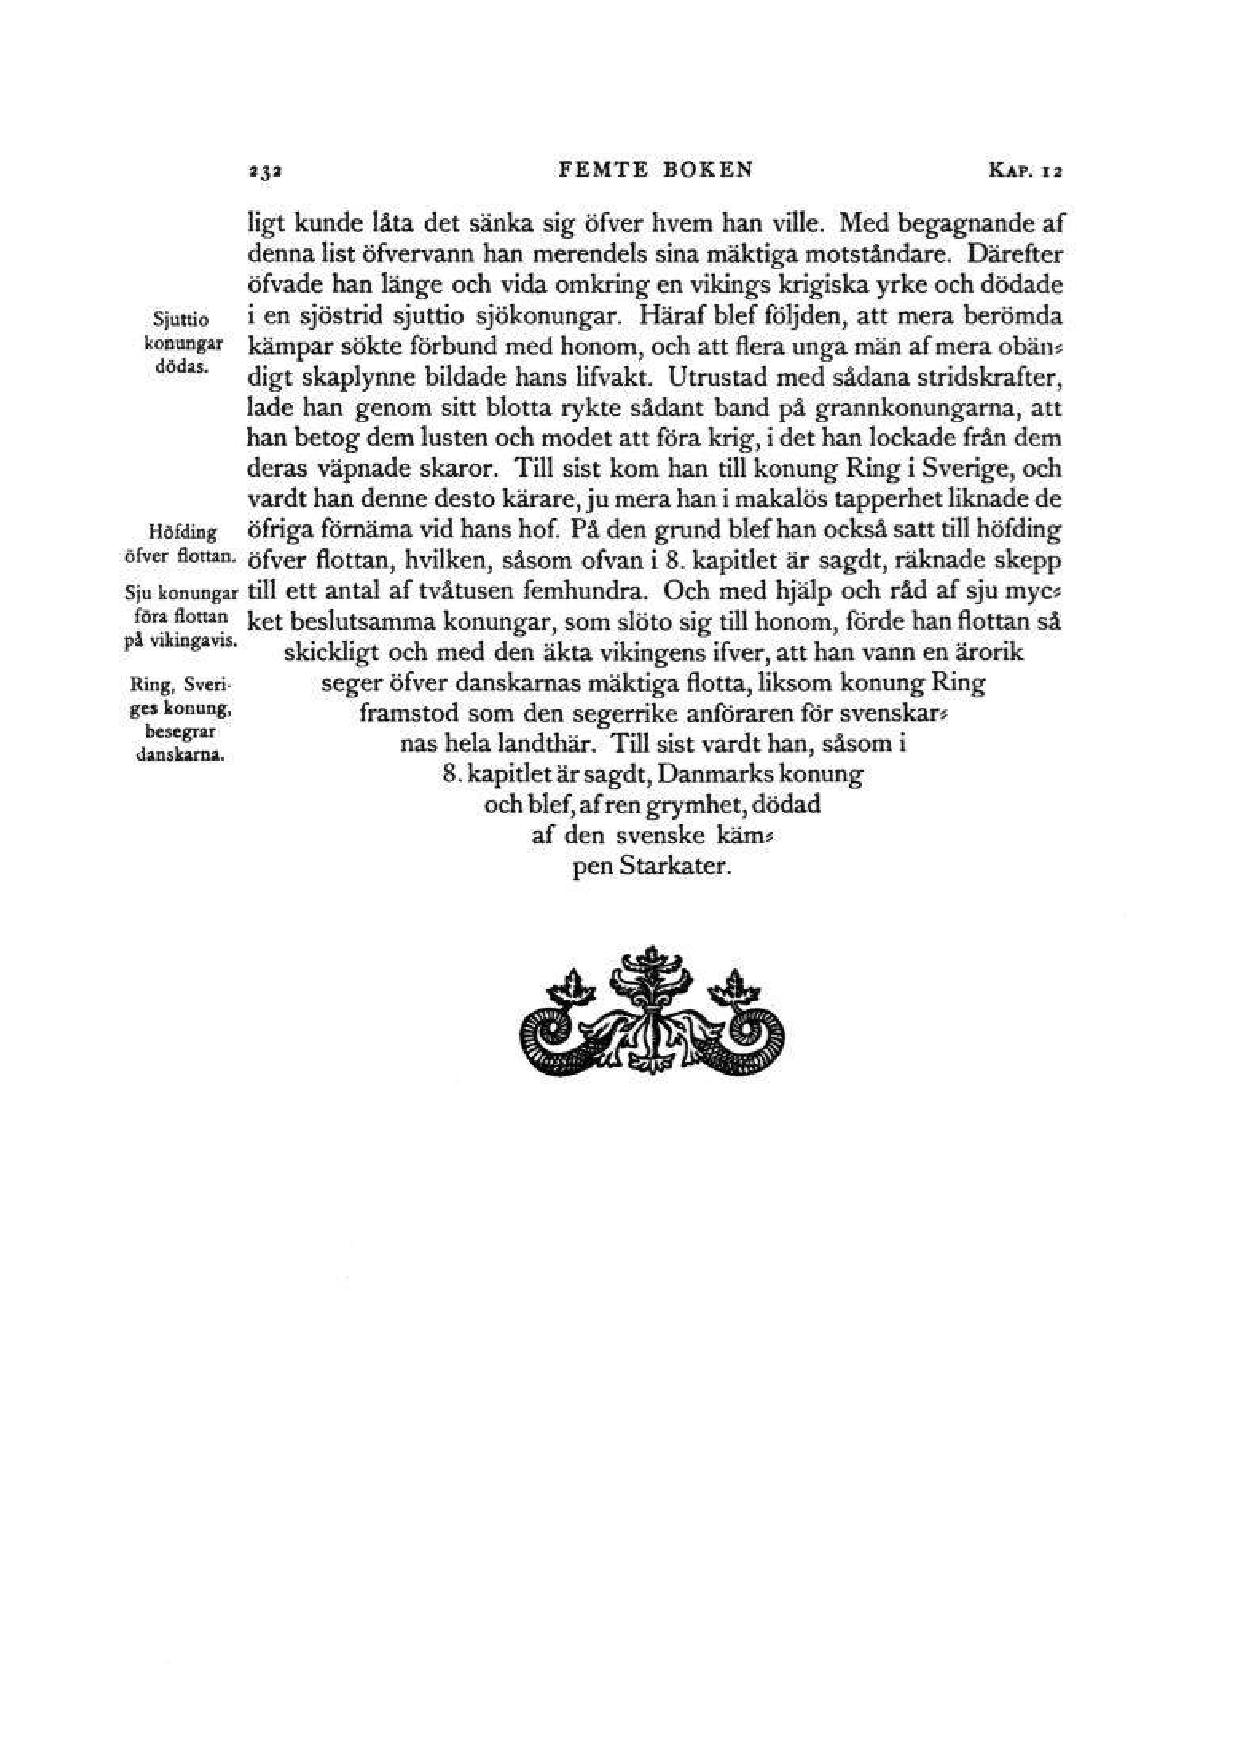 232 FEMTE BOKEN KAP. 12
ligt kunde låta det sänka sig öfver hvem han ville. Med begagnande af
denna list öfvervann han merendels sina mäktiga motståndare. Därefter
öfvade han länge och vida omkring en vikings krigiska yrke och dödade
i en sjöstrid sjuttio sjökonungar. Häraf blef följden, att mera berömda
kämpar sökte förbund med honom, och att flera unga män af mera obän-
digt skaplynne bildade hans lifvakt. Utrustad med sådana stridskrafter,
lade han genom sitt blotta rykte sådant band på grannkonungarna, att
han betog dem lusten och modet att föra krig, i det han lockade från dem
deras väpnade skaror. Till sist kom han till konung Ring i Sverige, och
vardt han denne desto kärare, ju mera han i makalös tapperhet liknade de
öfriga förnäma vid hans hof. På den grund blef han också satt till höfding
öfver flottan, hvilken, såsom ofvan i 8. kapitlet är sagdt, räknade skepp
till ett antal af tvåtusen femhundra. Och med hjälp och råd af sju myc-
ket beslutsamma konungar, som slöto sig till honom, förde han flottan så
skickligt och med den äkta vikingens ifver, att han vann en ärorik
seger öfver danskarnas mäktiga flotta, liksom konung Ring
framstod som den segerrike anföraren för svenskar-
nas hela landthär. Till sist vardt han, såsom i
8. kapitlet är sagdt, Danmarks konung
och blef, af ren grymhet, dödad
af den svenske käm-
pen Starkater.
Sjuttio
konungar
dödas.
Höfding
öfver flottan.
Sju konungar
föra flottan
på vikingavis.
Ring, Sveri-
ges konung,
besegrar
danskarna.